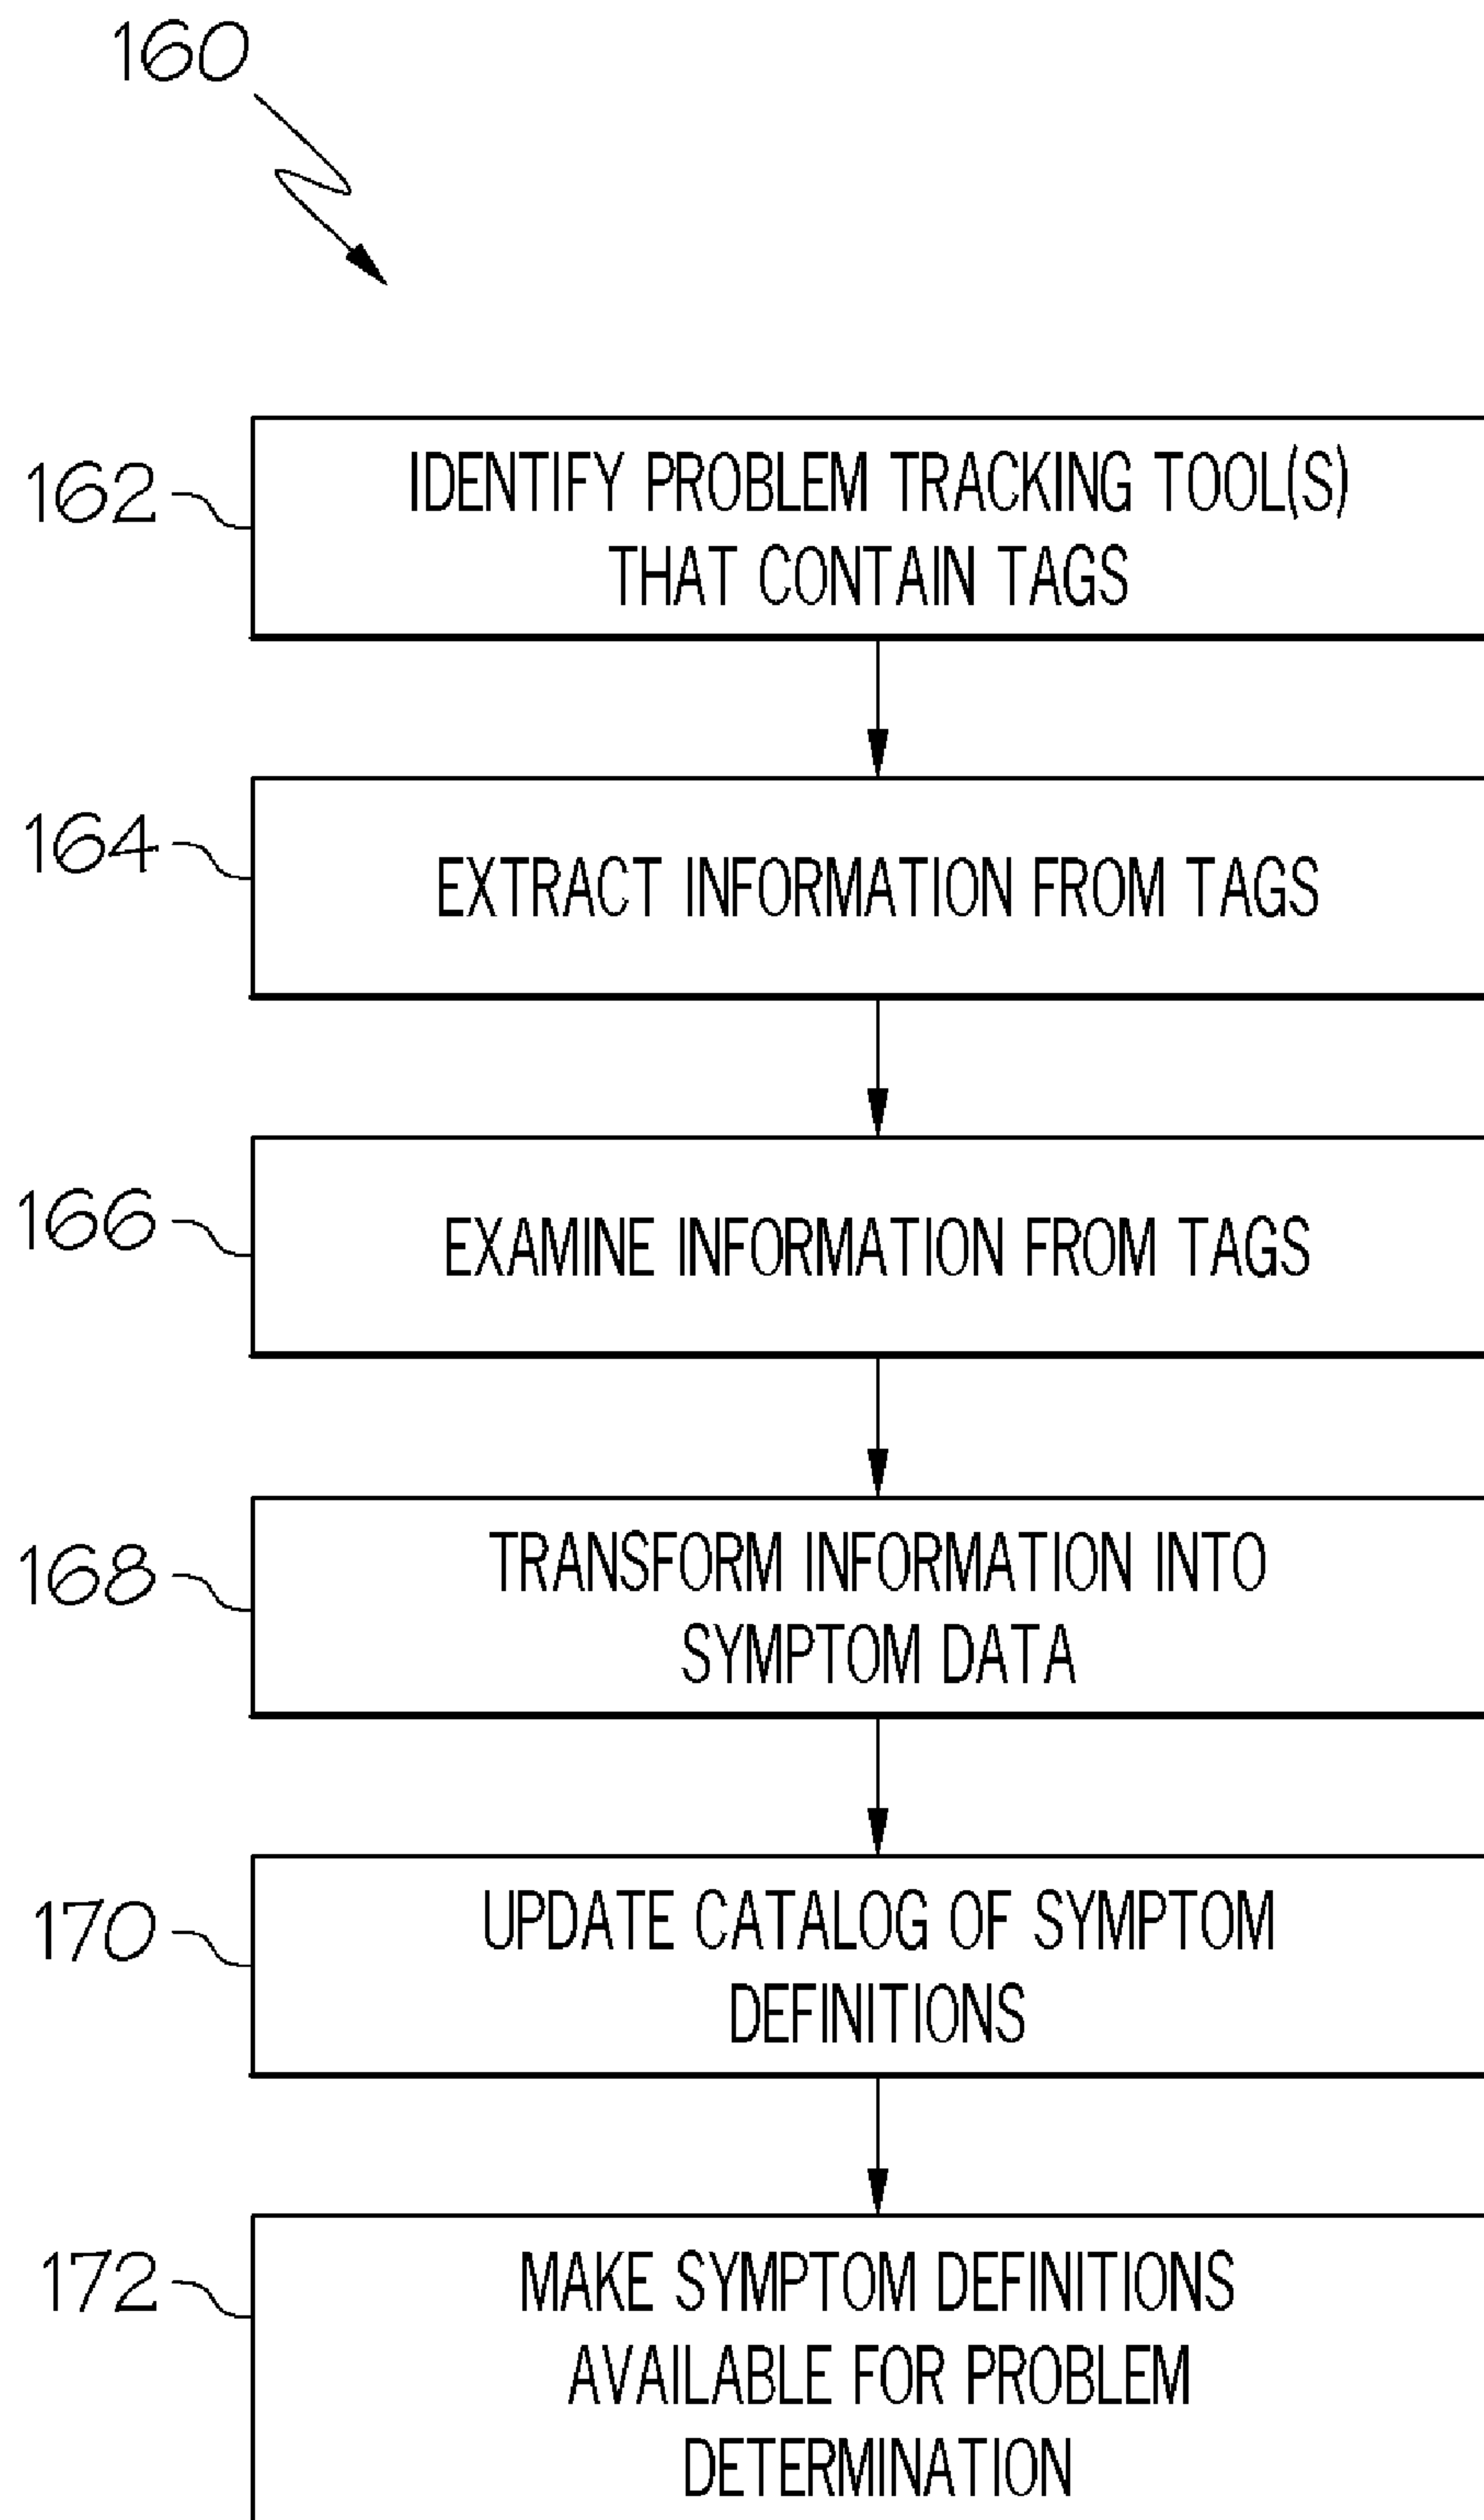 160
162
IDENTIFY PROBLEM TRACKING TOOL(S)
THAT CONTAIN TAGS
164
EXTRACT INFORMATION FROM TAGS
166
EXAMINE INFORMATION FROM TAGS
168
TRANSFORM INFORMATION INTO
SYMPTOM DATA
170
UPDATE CATALOG OF SYMPTOM
DEFINITIONS
172
MAKE SYMPTOM DEFINITIONS
AVAILABLE FOR PROBLEM
DETERMINATION